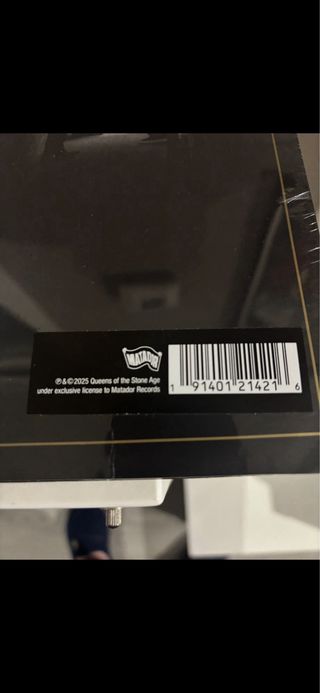 MATADOR
℗&©2025 Queens of the Stone Age
under exclusive license to Matador Records
1 91401 21421 6